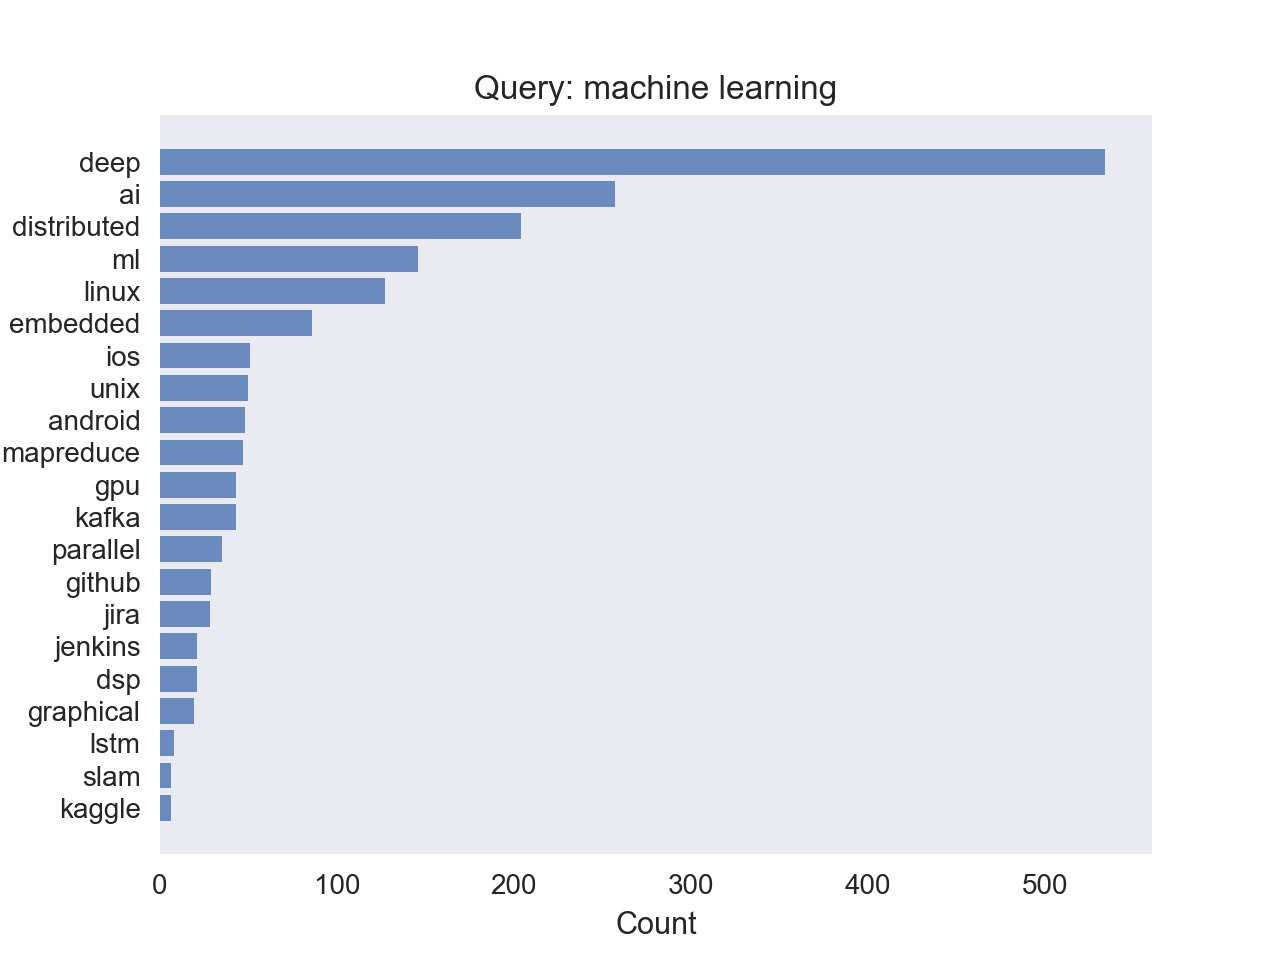 Query: machine learning
deep
ai
distributed
ml
linux
embedded
ios
unix
android
mapreduce
gpu
kafka
parallel
github
jira
jenkins
dsp
graphical
lstm
slam
kaggle
0 100 200 300 400 500
Count